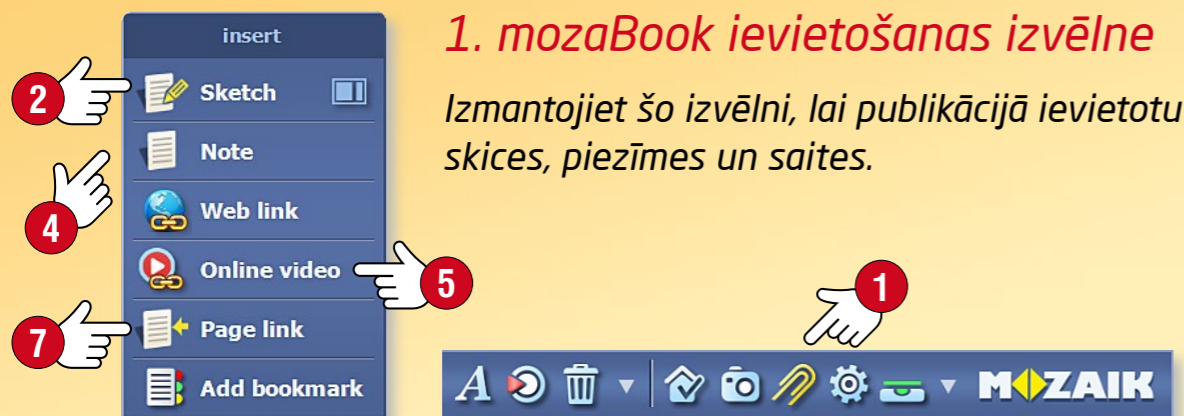 insert
1. mozaBook ievietošanas izvēlne
2
Sketch
Izmantojiet šo izvēlni, lai publikācijā ievietotu
skices, piezīmes un saites.
Note
4
Web link
Online video
5
1
7
Page link
Add bookmark
A
MOZAIK